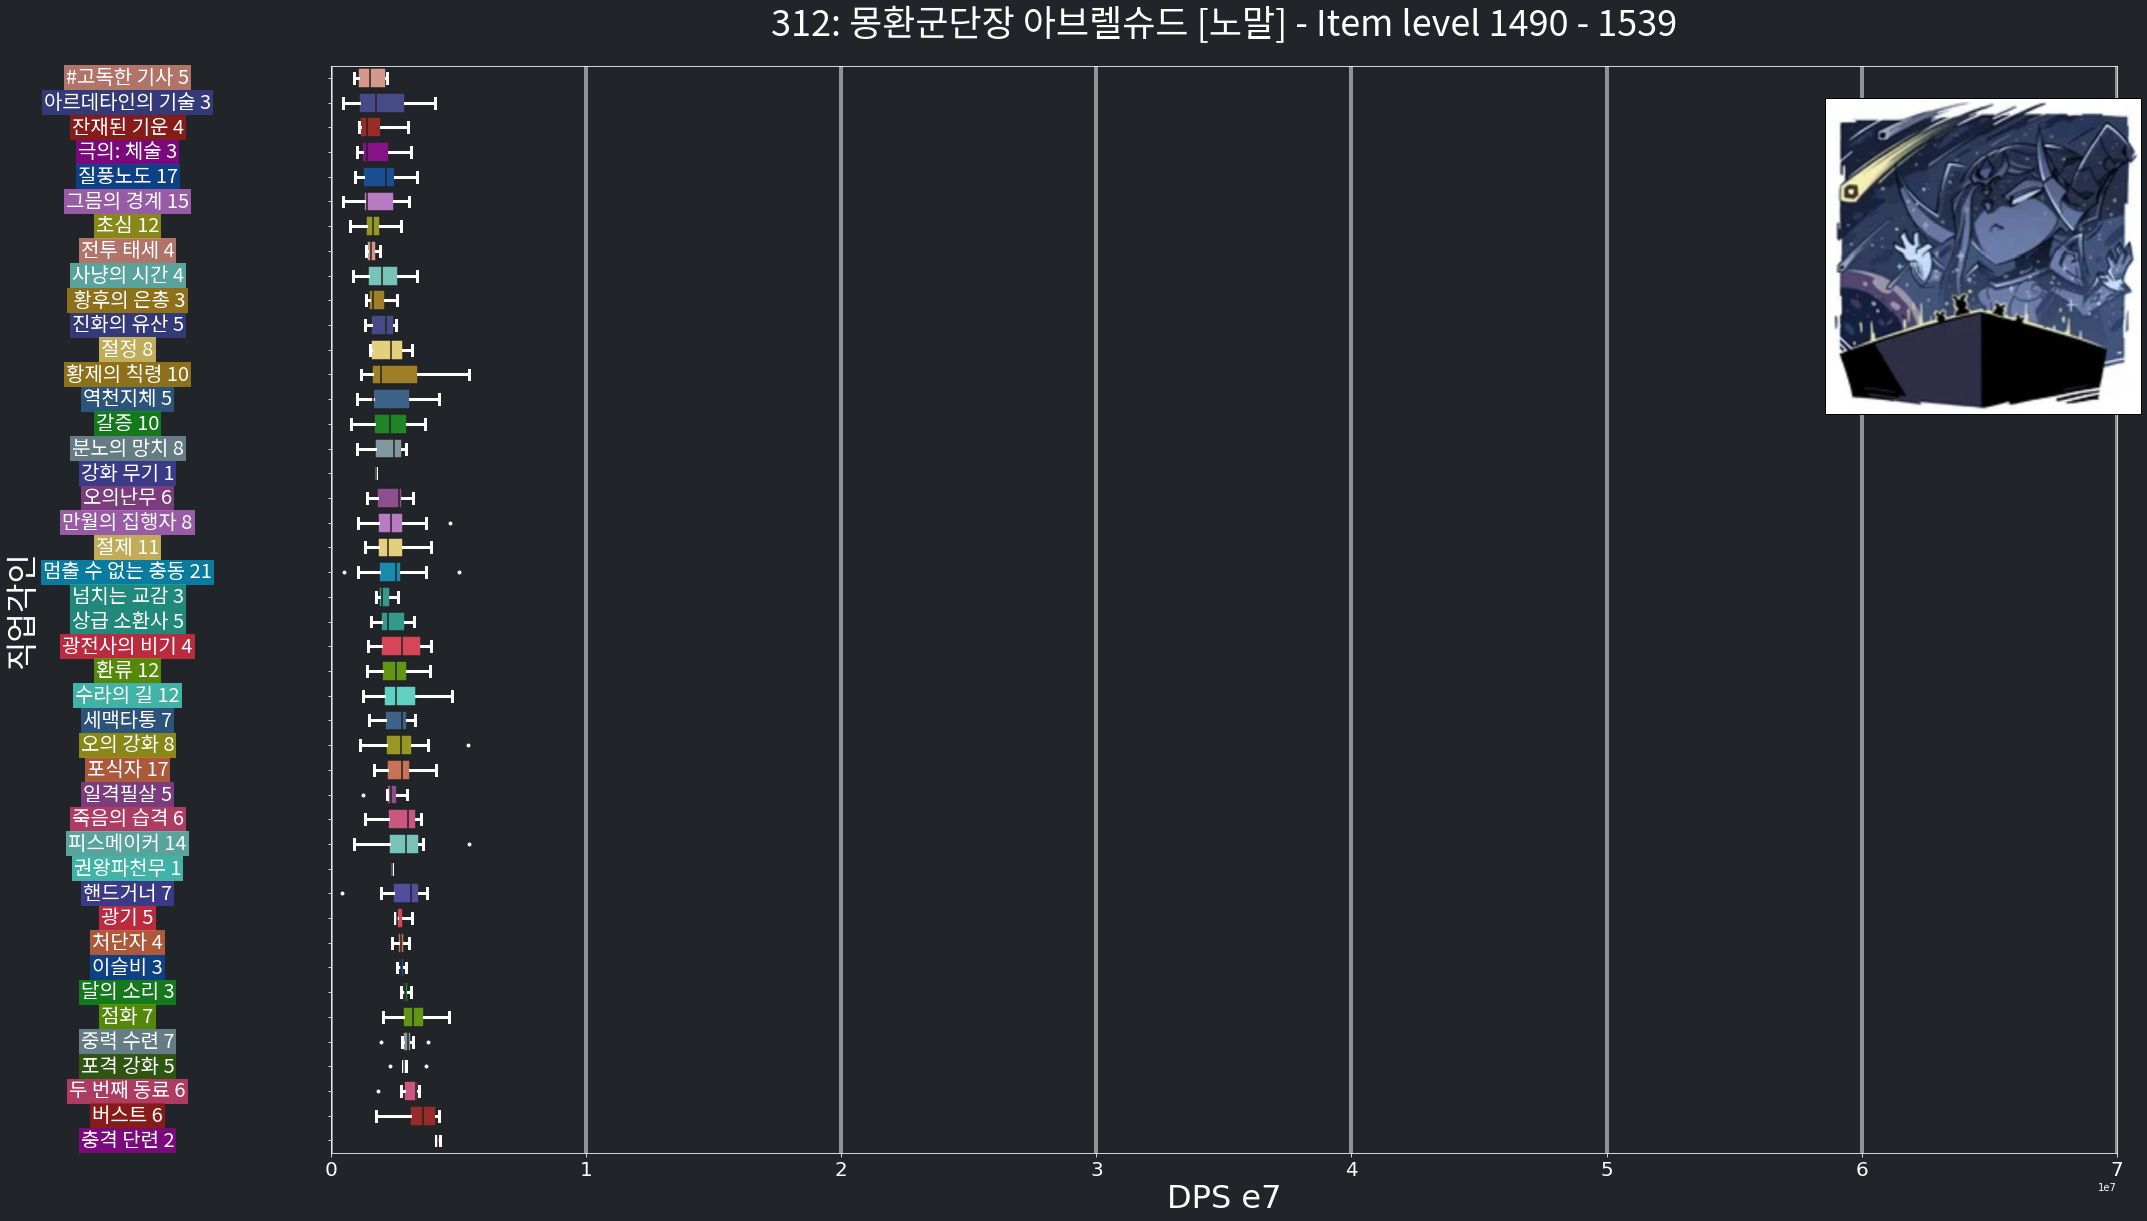 312: 몽환군단장 아브렐슈드 [노말] - Item level 1490 - 1539
직업각인
#고독한 기사 5
아르데타인의 기술 3
잔재된 기운 4
극의: 체술 3
질풍노도 17
그믐의 경계 15
초심 12
전투 태세 4
사냥의 시간 4
황후의 은총 3
진화의 유산 5
절정 8
황제의 칙령 10
역천지체 5
갈증 10
분노의 망치 8
강화 무기 1
오의난무 6
만월의 집행자 8
절제 11
멈출 수 없는 충동 21
넘치는 교감 3
상급 소환사 5
광전사의 비기 4
환류 12
수라의 길 12
세맥타통 7
오의 강화 8
포식자 17
일격필살 5
죽음의 습격 6
피스메이커 14
권왕파천무 1
핸드거너 7
광기 5
처단자 4
이슬비 3
달의 소리 3
점화 7
중력 수련 7
포격 강화 5
두 번째 동료 6
버스트 6
충격 단련 2
0 1 2 3 4 5 6 7
1e7
DPS e7